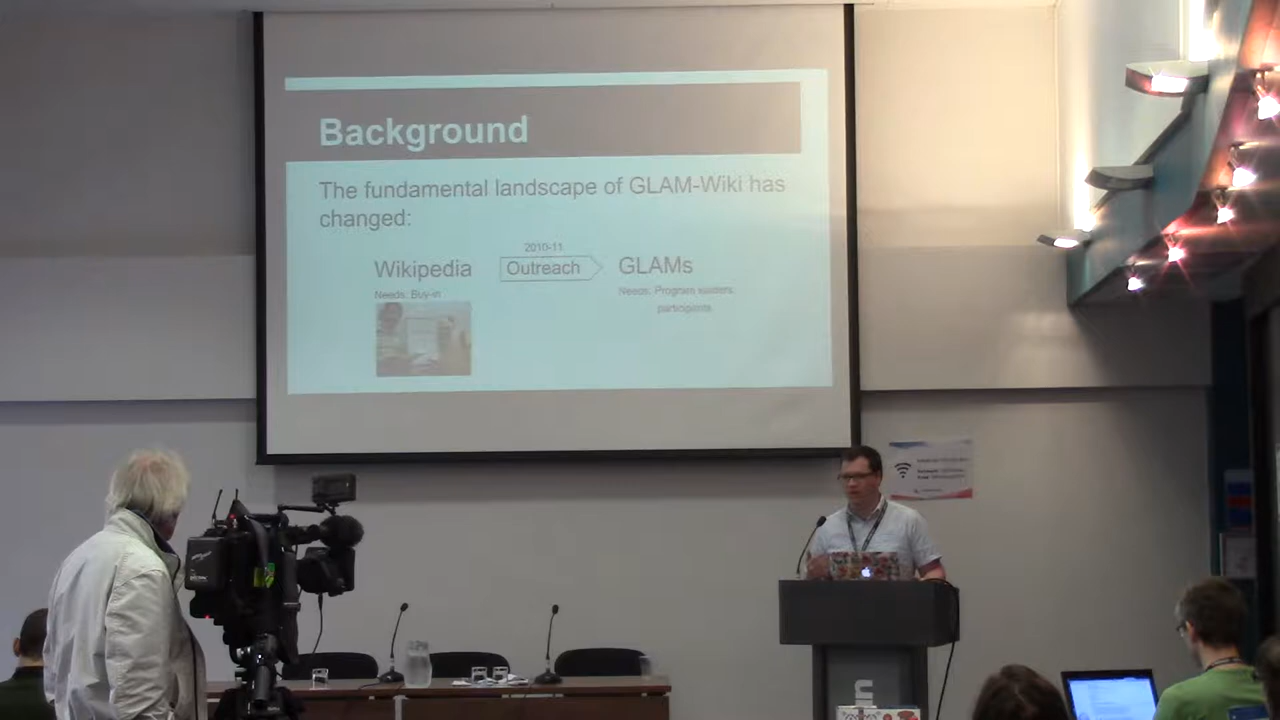 Background
The fundamental landscape of GLAM-Wiki has
changed:
2010-11
Wikipedia
Outreach
GLAMs
Needs: Buy-in
Needs: Program
participants